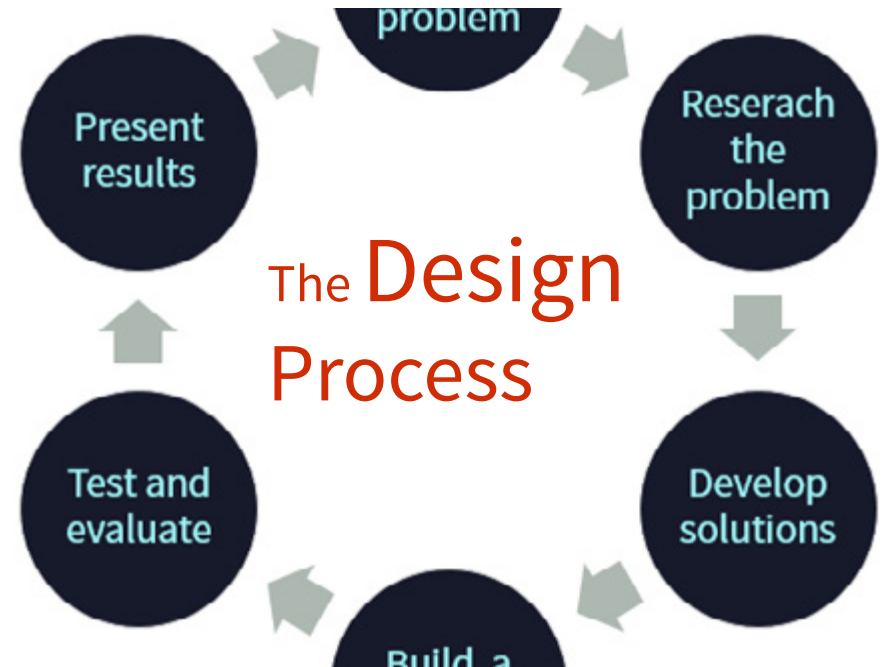 problem
Present
results
Reserach
the
problem
The Design
Process
Test and
evaluate
Develop
solutions
Build a